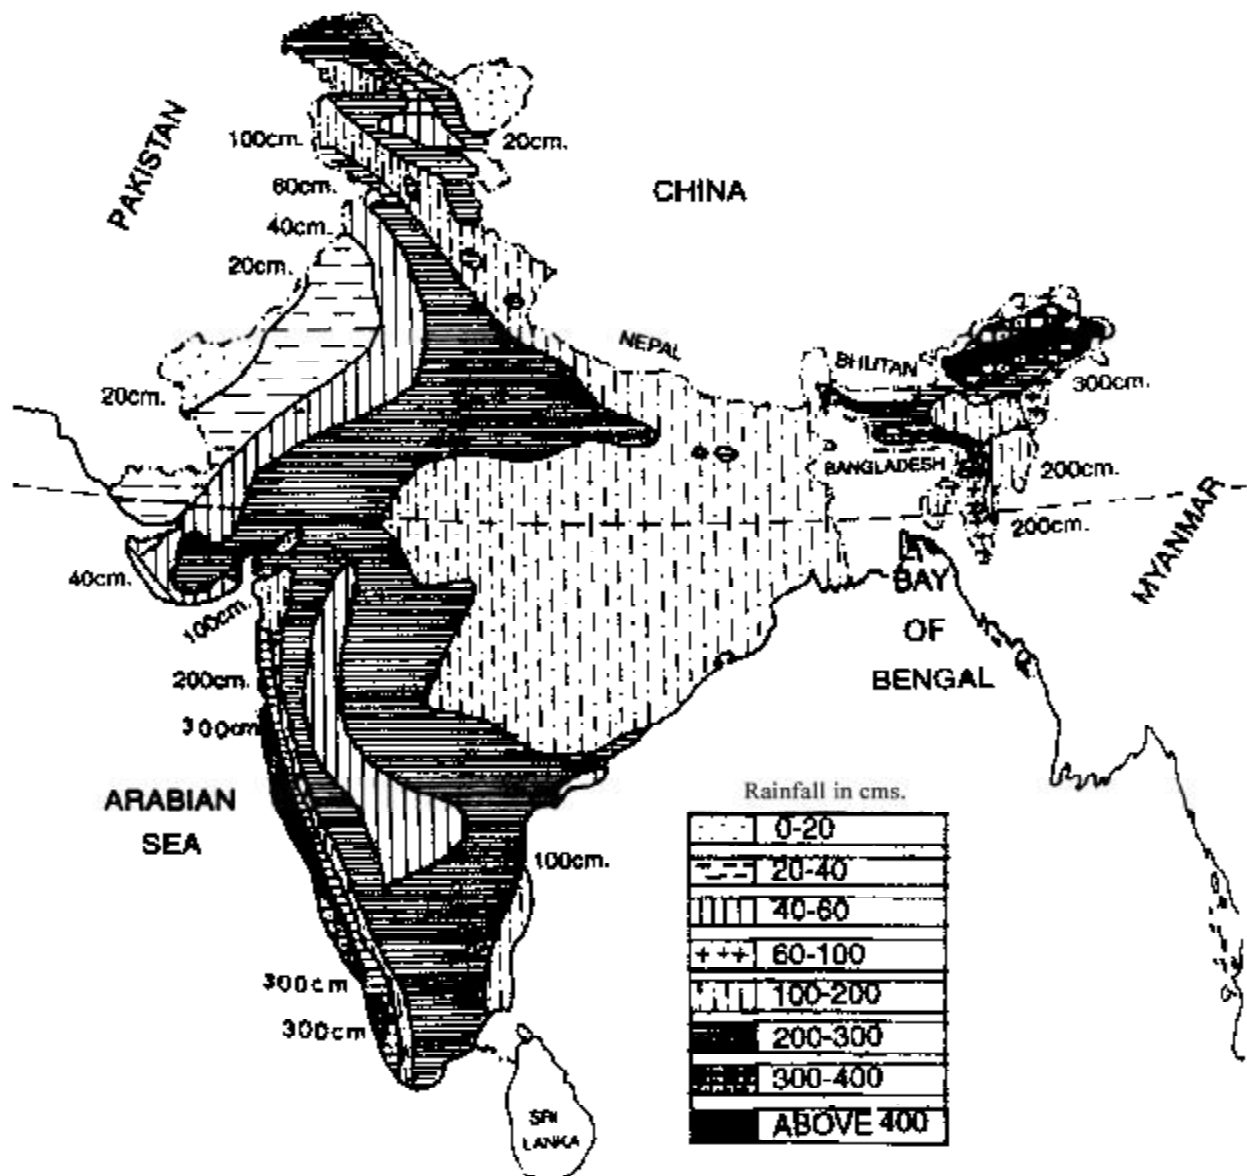 PAKISTAN
100cm.
20cm.
60cm.
CHINA
40cm.
20cm.
NEPAL
BHUTAN
300cm.
20cm.
BANGLADESH
200cm.
200cm.
MYANMAR
40cm.
100cm.
BAY
OF
BENGAL
200cm.
300cm
ARABIAN
SEA
100cm.
300cm
300cm
SRI
LANKA
Rainfall in cms.
0-20
20-40
40-60
60-100
100-200
200-300
300-400
ABOVE 400